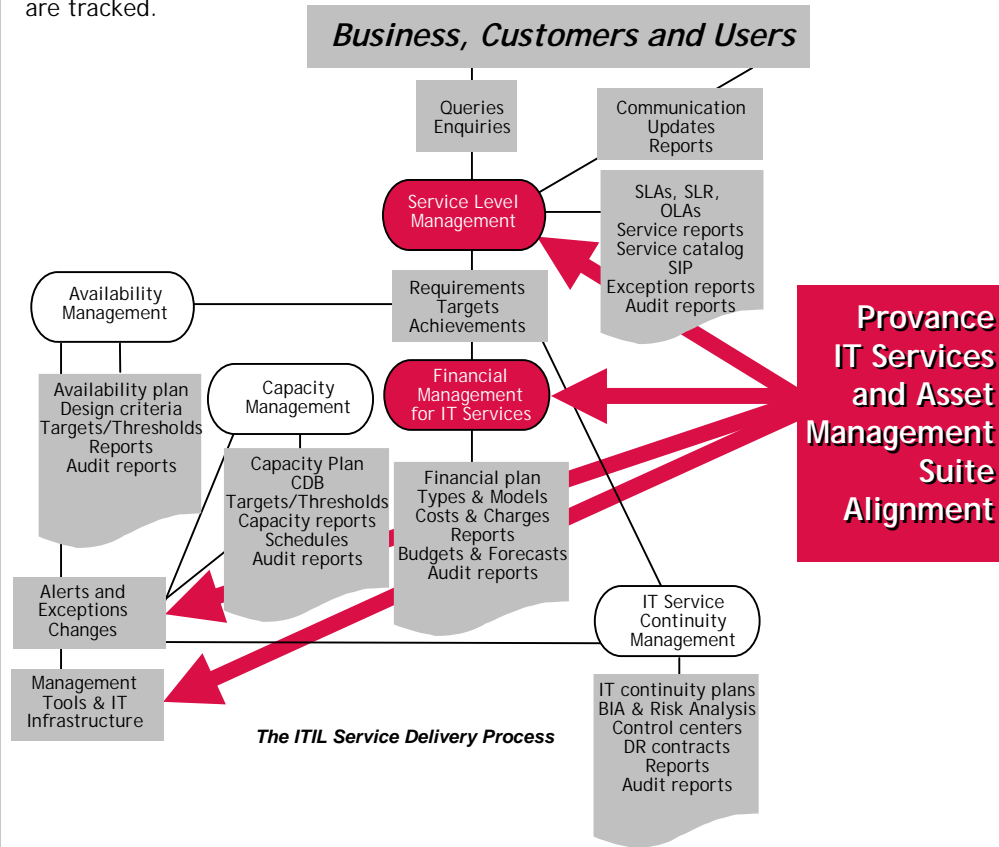 are tracked.
Business, Customers and Users
Queries
Enquiries
Communication
Updates
Reports
Service Level
Management
SLAs, SLR,
OLAs
Service reports
Service catalog
SIP
Exception reports
Audit reports
Availability
Management
Requirements
Targets
Achievements
Provance
IT Services
and Asset
Management
Suite
Alignment
Financial
Management
for IT Services
Capacity
Management
Availability plan
Design criteria
Targets/Thresholds
Reports
Audit reports
Capacity Plan
CDB
Targets/Thresholds
Capacity reports
Schedules
Audit reports
Financial plan
Types & Models
Costs & Charges
Reports
Budgets & Forecasts
Audit reports
Alerts and
Exceptions
Changes
IT Service
Continuity
Management
Management
Tools & IT
Infrastructure
IT continuity plans
BIA & Risk Analysis
Control centers
DR contracts
Reports
Audit reports
The ITIL Service Delivery Process